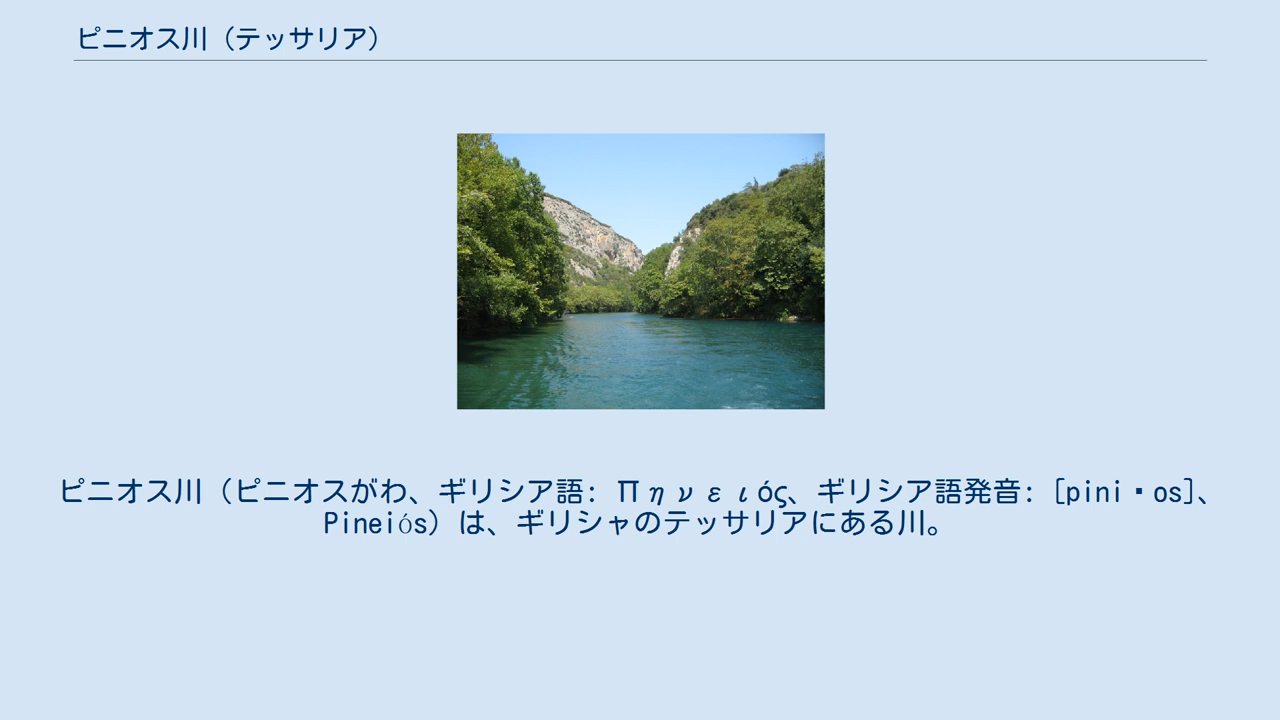 ピニオス川（テッサリア）
ピニオス川（ピニオスがわ、ギリシア語: Πηνειός、ギリシア語発音: [pini ˈos]、
Pineiós）は、ギリシャのテッサリアにある川。